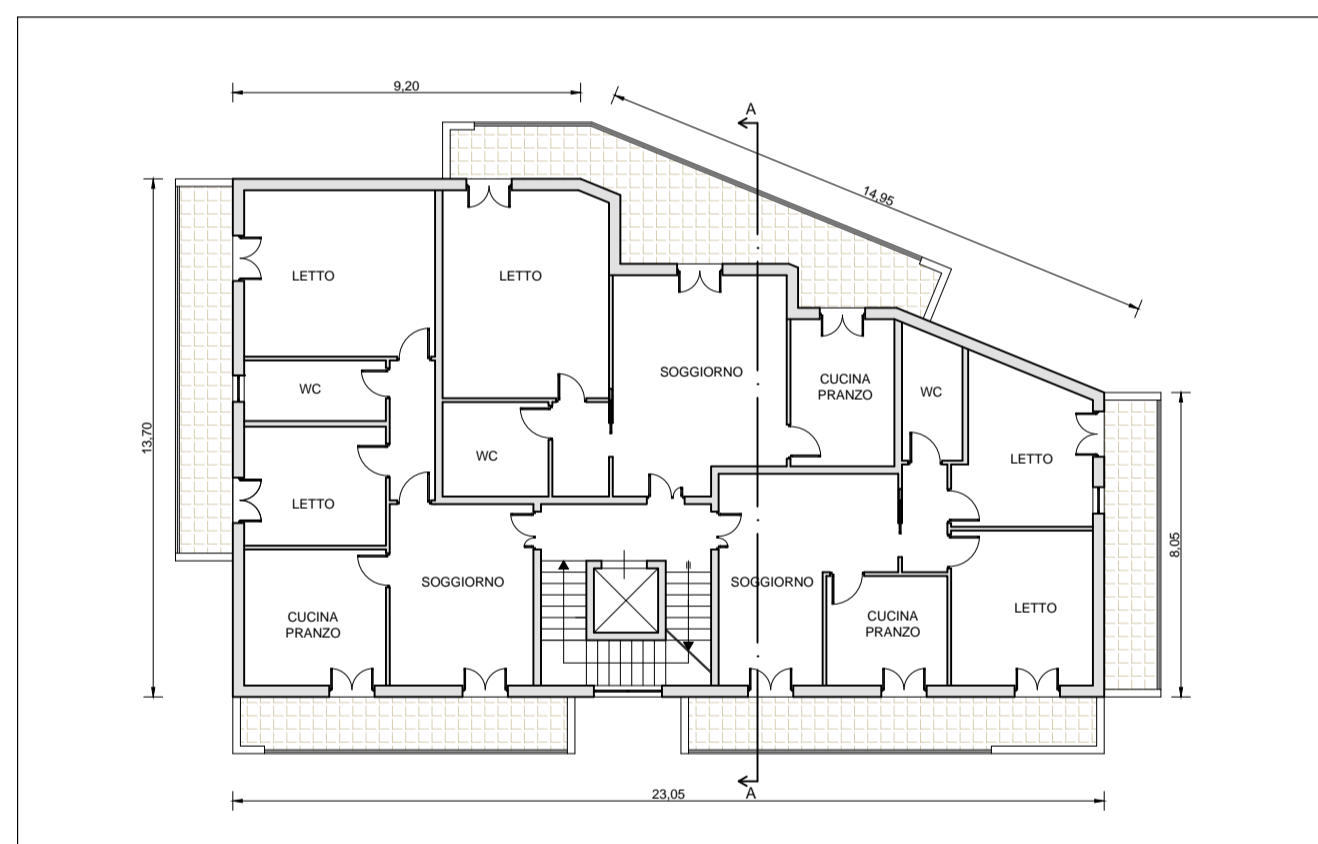 9,20
A
14,95
LETTO
LETTO
SOGGIORNO
CUCINA
PRANZO
WC
WC
13,70
WC
LETTO
LETTO
8,05
SOGGIORNO
SOGGIORNO
CUCINA
PRANZO
CUCINA
PRANZO
LETTO
A
23,05